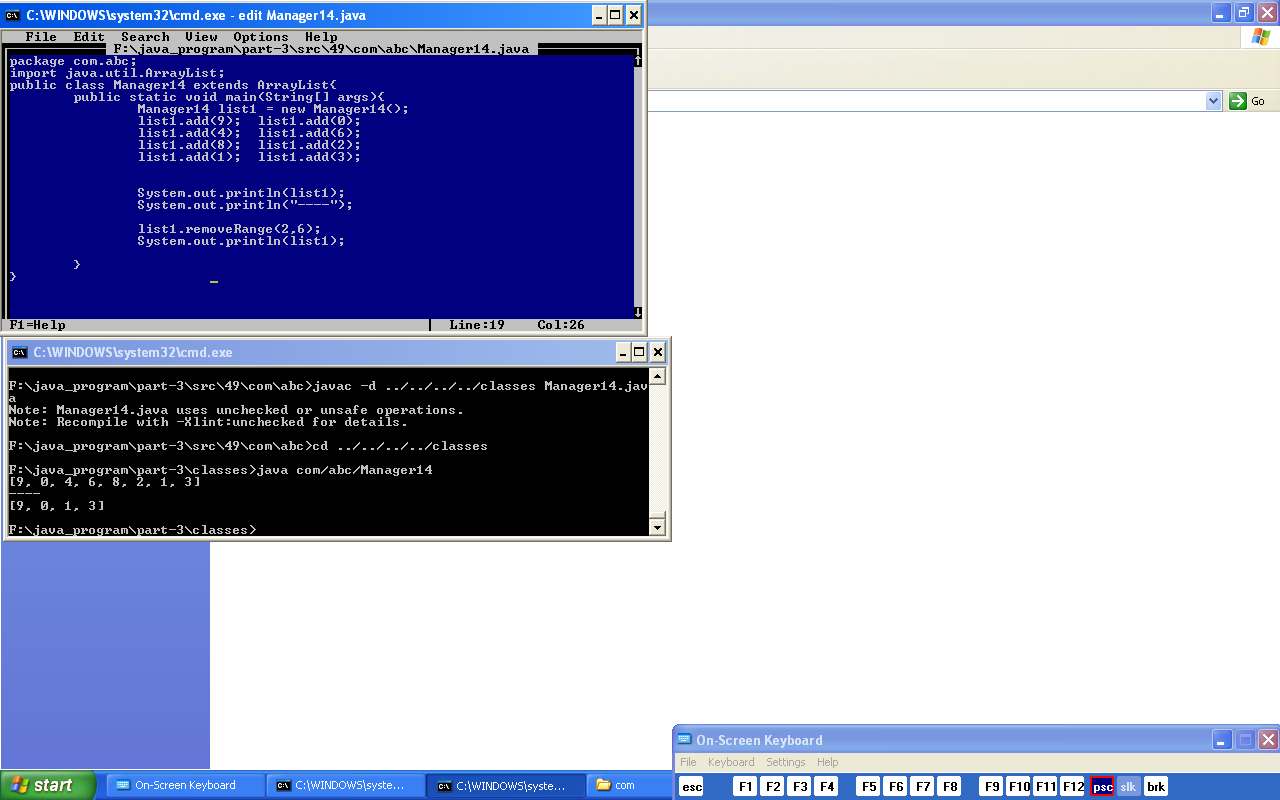 C:\WINDOWS\system32\cmd.exe - edit Manager14.java
File Edit Search View Options Help
F:\java_program\part-3\src\49\com\abc\Manager14.java
package com.abc;
import java.util.ArrayList;
public class Manager14 extends ArrayList{
public static void main(String[] args){
Manager14 list1 = new Manager14();
list1.add(9); list1.add(0);
list1.add(4); list1.add(6);
list1.add(8); list1.add(2);
list1.add(1); list1.add(3);
System.out.println(list1);
System.out.println("----");
list1.removeRange(2,6);
System.out.println(list1);
}
}
F1=Help Line:19 Col:26
Go
C:\WINDOWS\system32\cmd.exe
F:\java_program\part-3\src\49\com\abc>javac -d ../../../../classes Manager14.jav
a
Note: Manager14.java uses unchecked or unsafe operations.
Note: Recompile with -Xlint:unchecked for details.
F:\java_program\part-3\src\49\com\abc>cd ../../../../classes
F:\java_program\part-3\classes>java com/abc/Manager14
[9, 0, 4, 6, 8, 2, 1, 3]
----
[9, 0, 1, 3]
F:\java_program\part-3\classes>
On-Screen Keyboard
File Keyboard Settings Help
esc F1 F2 F3 F4 F5 F6 F7 F8 F9 F10 F11 F12 psc slk brk
start On-Screen Keyboard C:\WINDOWS\syste... C:\WINDOWS\syste... com